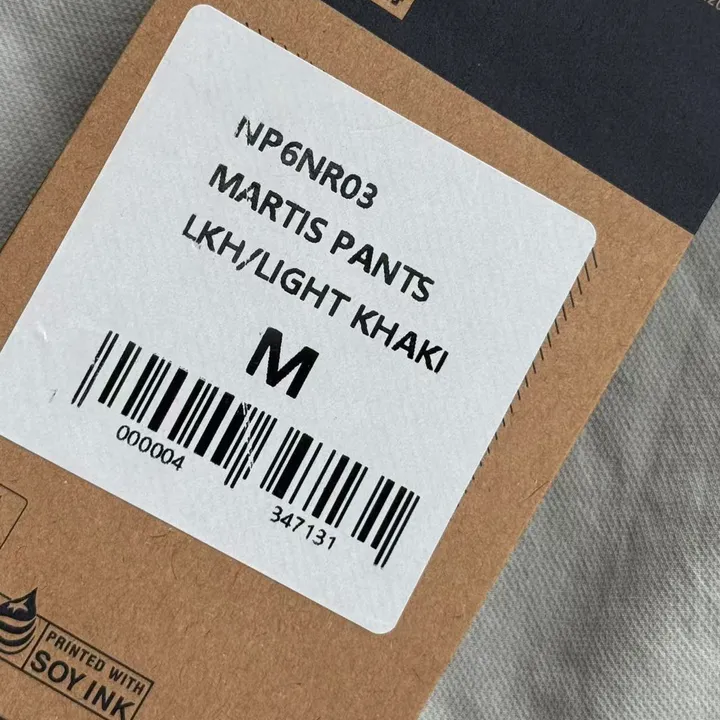 NP6NR03
MARTIS PANTS
LKH/LIGHT KHAKI
M
000004
347131
PRINTED WITH
SOY INK